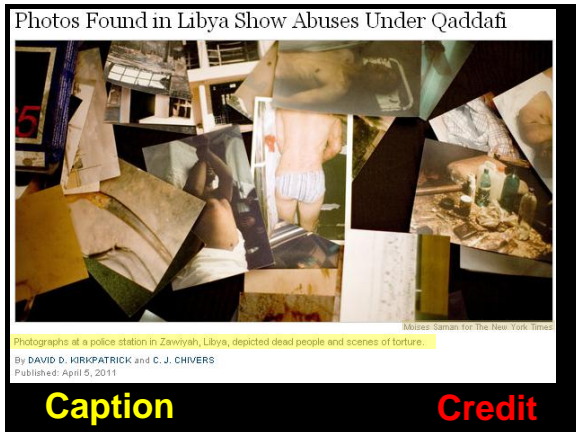 Photos Found in Libya Show Abuses Under Qaddafi
5
Moises Saman for The New York Times
Photographs at a police station in Zawiyah, Libya, depicted dead people and scenes of torture.
By DAVID D. KIRKPATRICK and C. J. CHIVERS
Published: April 5, 2011
Caption
Credit